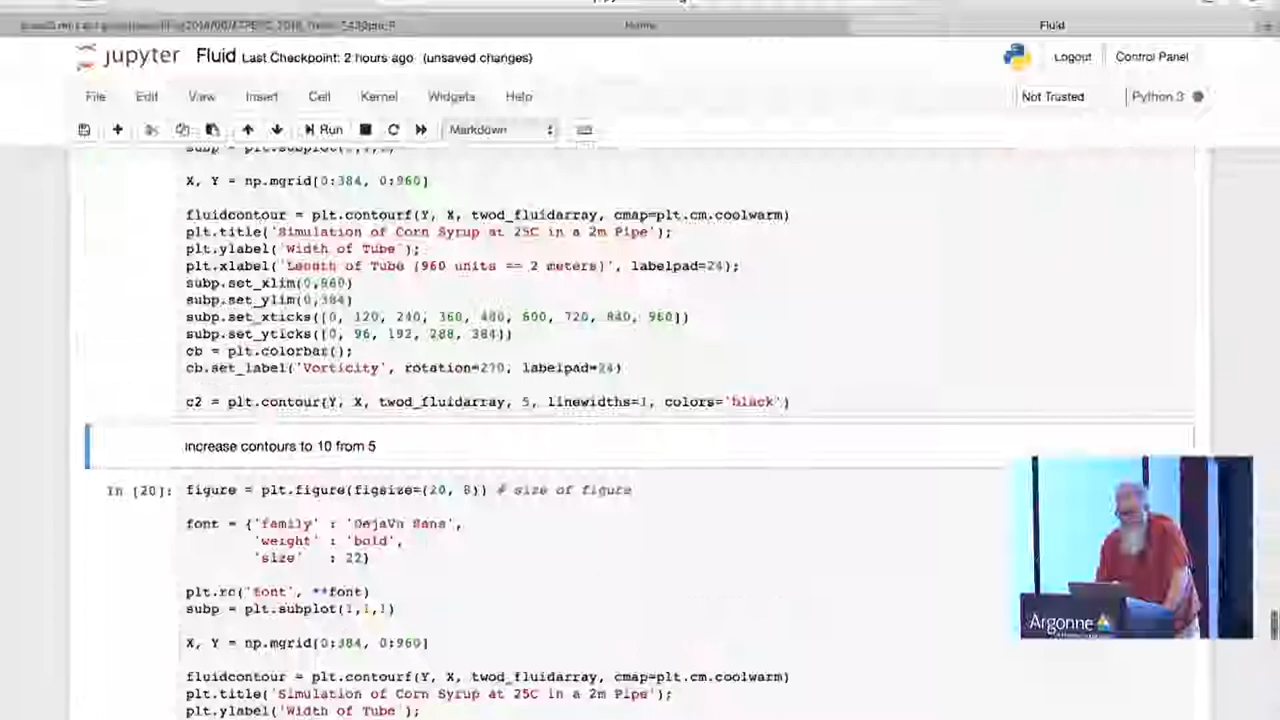 Home
Fluid
jupyter Fluid Last Checkpoint: 2 hours ago (unsaved changes)
Logout
Control Panel
File Edit View Insert Cell Kernel Widgets Help
Not Trusted
Python 3
Run
Markdown
subp = plt.subplot(1,1,1)
X, Y = np.mgrid[0:384, 0:960]
fluidcontour = plt.contourf(Y, X, twod_fluidarray, cmap=plt.cm.coolwarm)
plt.title('Simulation of Corn Syrup at 25C in a 2m Pipe');
plt.ylabel('Width of Tube');
plt.xlabel('Length of Tube (960 units == 2 meters)', labelpad=24);
subp.set_xlim(0,960)
subp.set_ylim(0,384)
subp.set_xticks([0, 120, 240, 360, 480, 600, 720, 840, 960])
subp.set_yticks([0, 96, 192, 288, 384])
cb = plt.colorbar();
cb.set_label('Vorticity', rotation=270, labelpad=24)
c2 = plt.contour(Y, X, twod_fluidarray, 5, linewidths=1, colors='black')
increase contours to 10 from 5
In [20]: figure = plt.figure(figsize=(20, 8)) # size of figure
font = {'family' : 'DejaVu Sans',
'weight' : 'bold',
'size' : 22}
plt.rc('font', **font)
subp = plt.subplot(1,1,1)
X, Y = np.mgrid[0:384, 0:960]
fluidcontour = plt.contourf(Y, X, twod_fluidarray, cmap=plt.cm.coolwarm)
plt.title('Simulation of Corn Syrup at 25C in a 2m Pipe');
plt.ylabel('Width of Tube');
Argonne